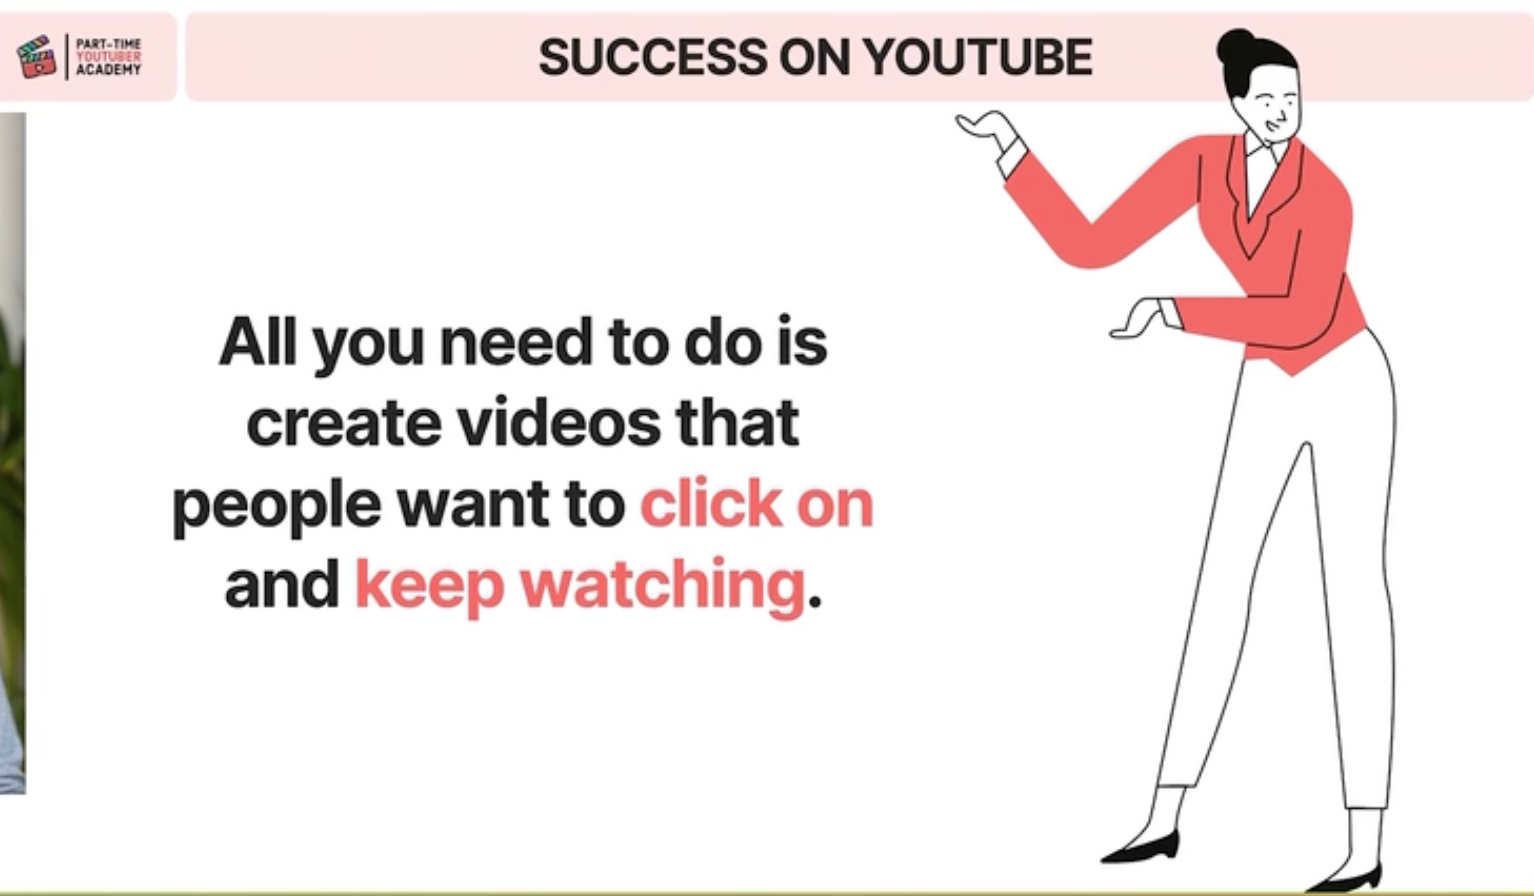 PART-TIME
YOUTUBER
ACADEMY
SUCCESS ON YOUTUBE
All you need to do is
create videos that
people want to click on
and keep watching.